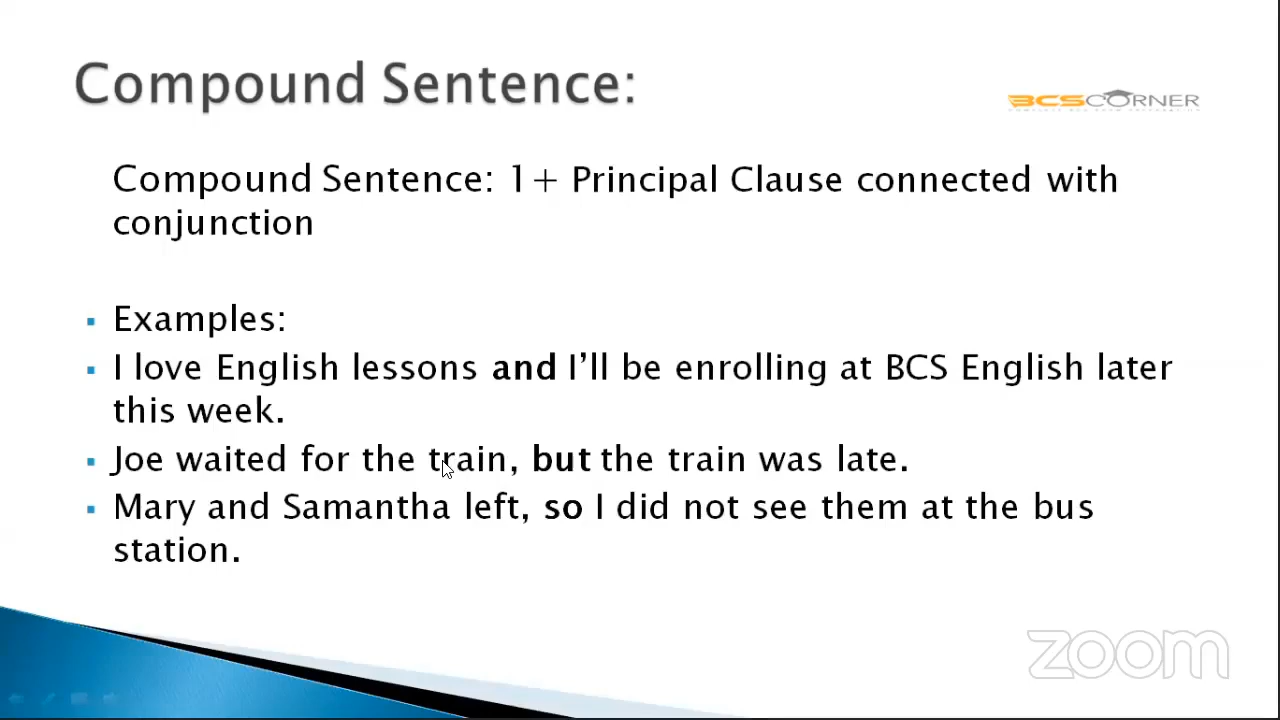 Compound Sentence:
BCSCORNER
Compound Sentence: 1+ Principal Clause connected with
conjunction
Examples:
I love English lessons and I’ll be enrolling at BCS English later
this week.
Joe waited for the train, but the train was late.
Mary and Samantha left, so I did not see them at the bus
station.
zoom